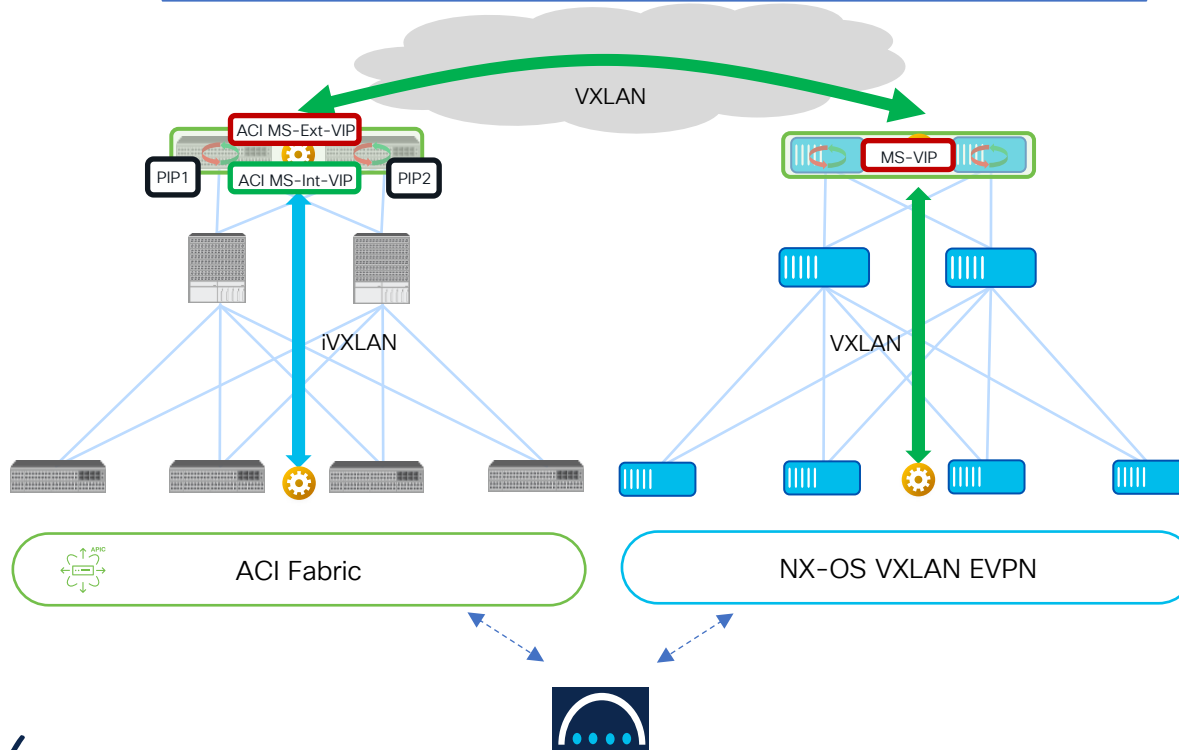 VXLAN
ACI MS-Ext-VIP
PIP1
ACI MS-Int-VIP
PIP2
MS-VIP
iVXLAN
VXLAN
APIC
ACI Fabric
NX-OS VXLAN EVPN